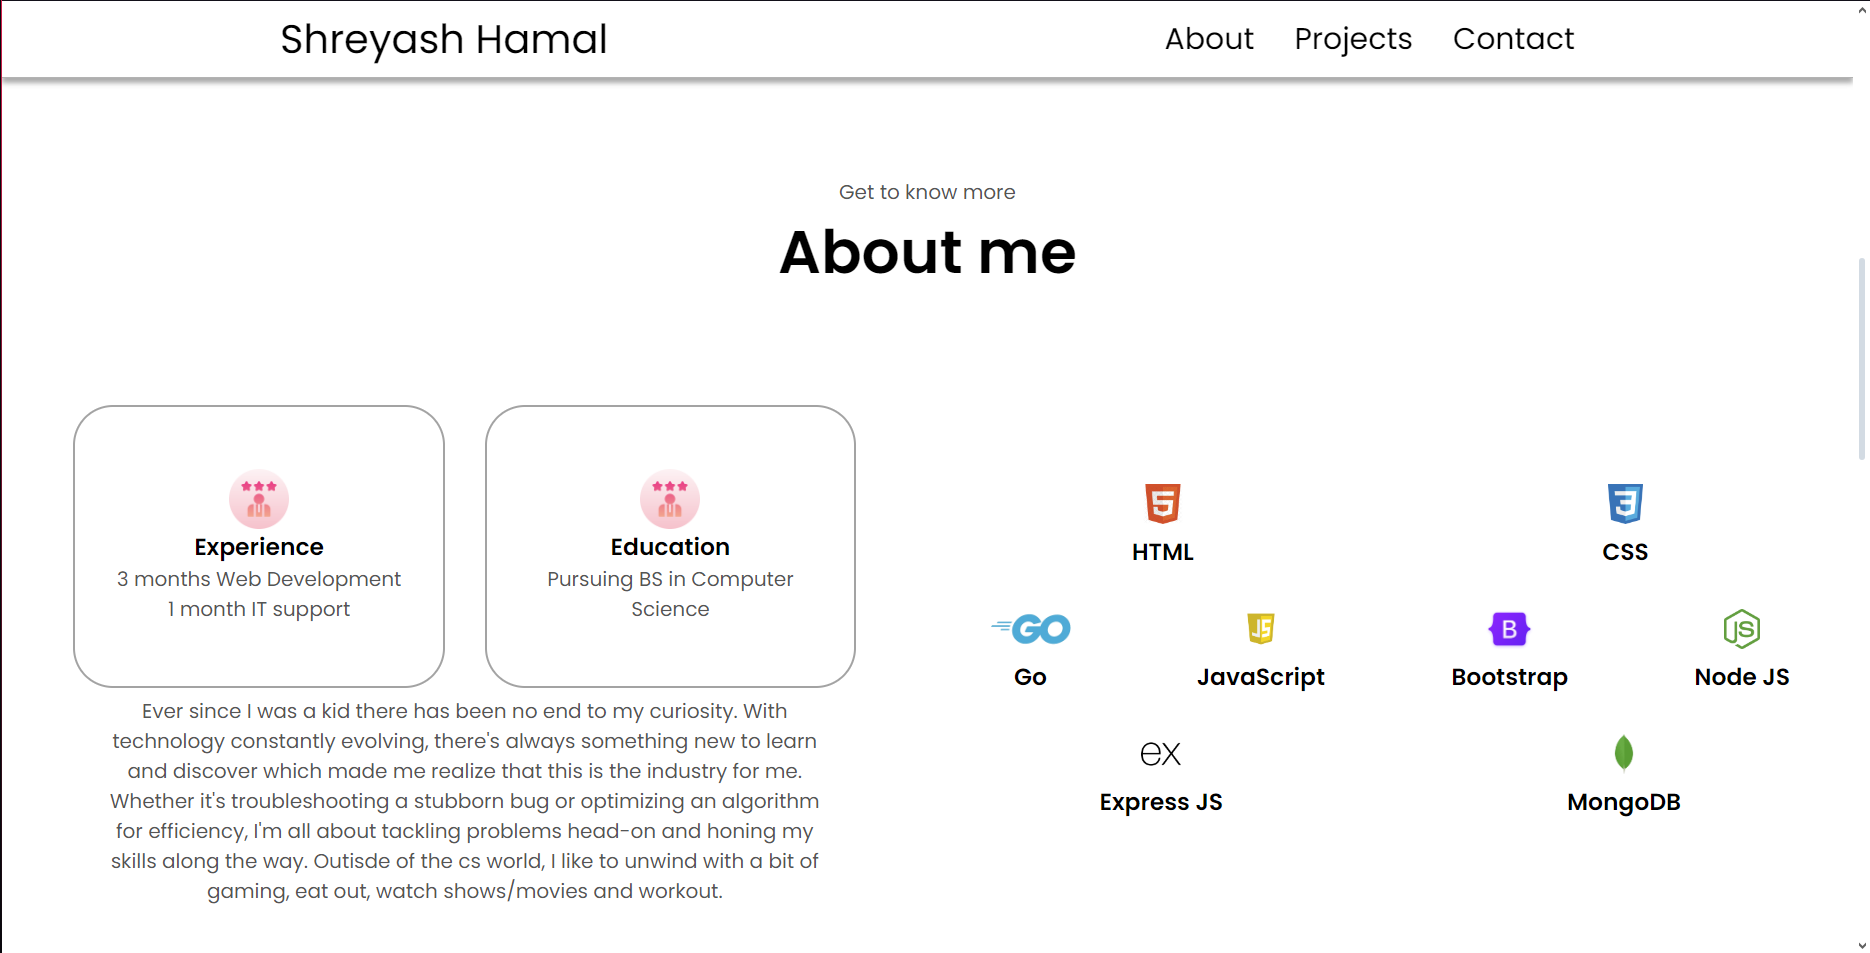 Shreyash Hamal
About Projects Contact
Get to know more
About me
Experience
3 months Web Development
1 month IT support
Education
Pursuing BS in Computer
Science
Ever since I was a kid there has been no end to my curiosity. With
technology constantly evolving, there's always something new to learn
and discover which made me realize that this is the industry for me.
Whether it's troubleshooting a stubborn bug or optimizing an algorithm
for efficiency, I'm all about tackling problems head-on and honing my
skills along the way. Outisde of the cs world, I like to unwind with a bit of
gaming, eat out, watch shows/movies and workout.
5
HTML
3
CSS
GO
Go
JS
JavaScript
B
Bootstrap
JS
Node JS
ex
Express JS
MongoDB